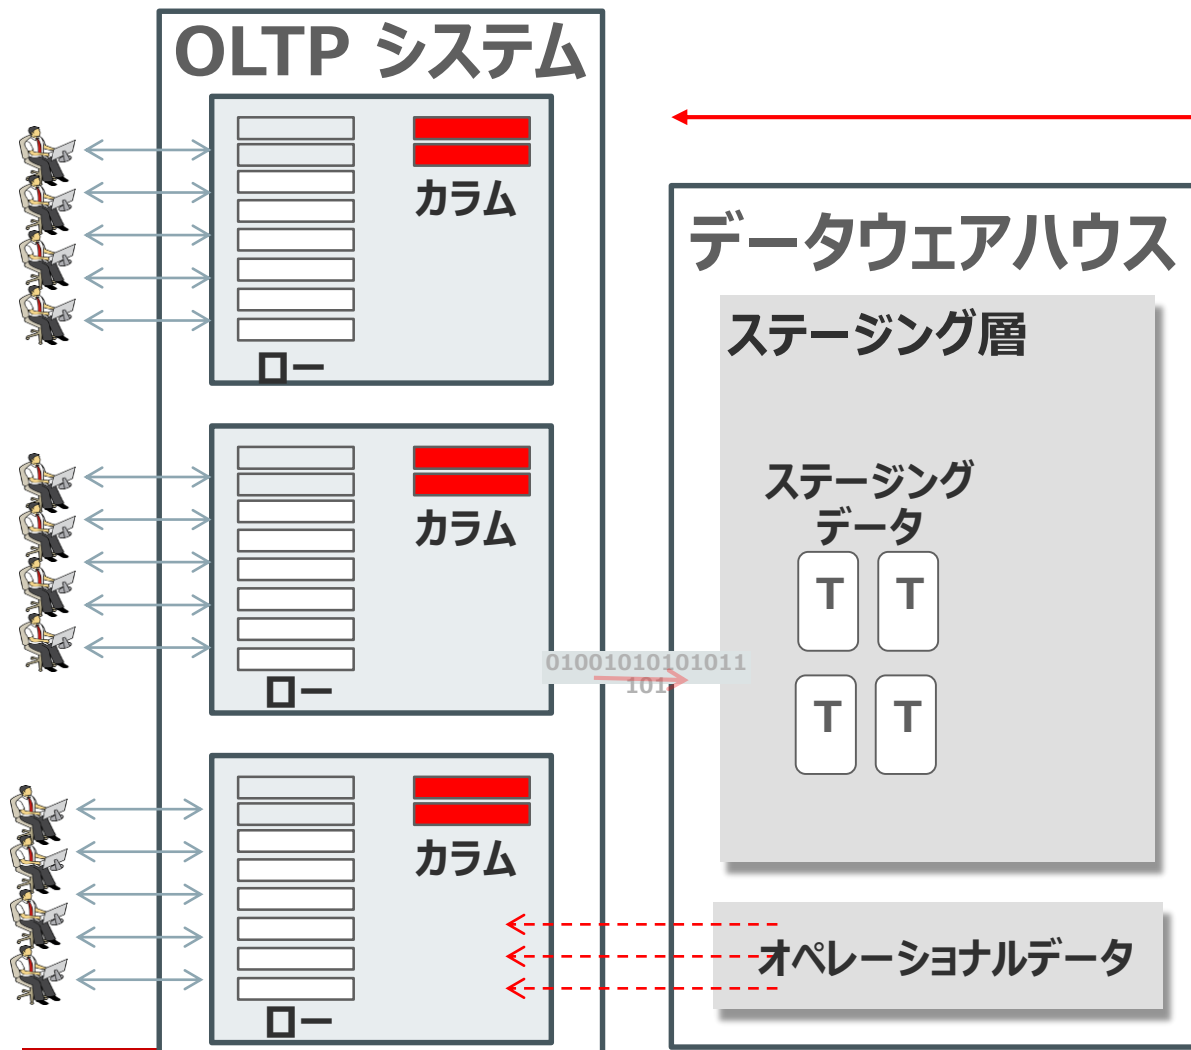 OLTP システム
カラム
ロー
カラム
ロー
カラム
ロー
01001010101011
101
データウェアハウス
ステージング層
ステージング
データ
T T
T T
オペレーショナルデータ